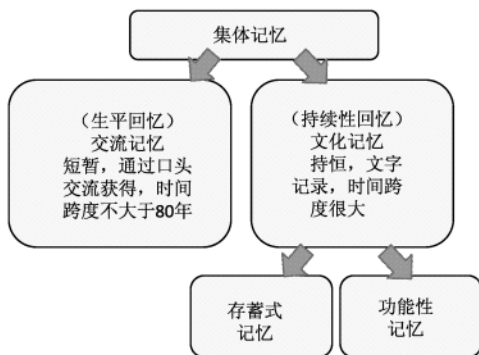 集体记忆
（生平回忆）
交流记忆
短暂，通过口头
交流获得，时间
跨度不大于80年
（持续性回忆）
文化记忆
持恒，文字
记录，时间跨
度很大
存蓄式
记忆
功能性
记忆